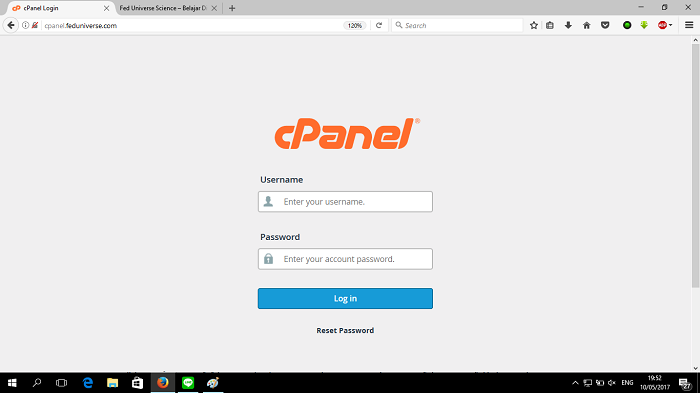 cPanel Login
Fed Universe Science – Belajar D
cpanel.feduniverse.com
120%
Search
ABP
cPanel®
Username
Enter your username.
Password
Enter your account password.
Log in
Reset Password
ENG
19:52
10/05/2017
27